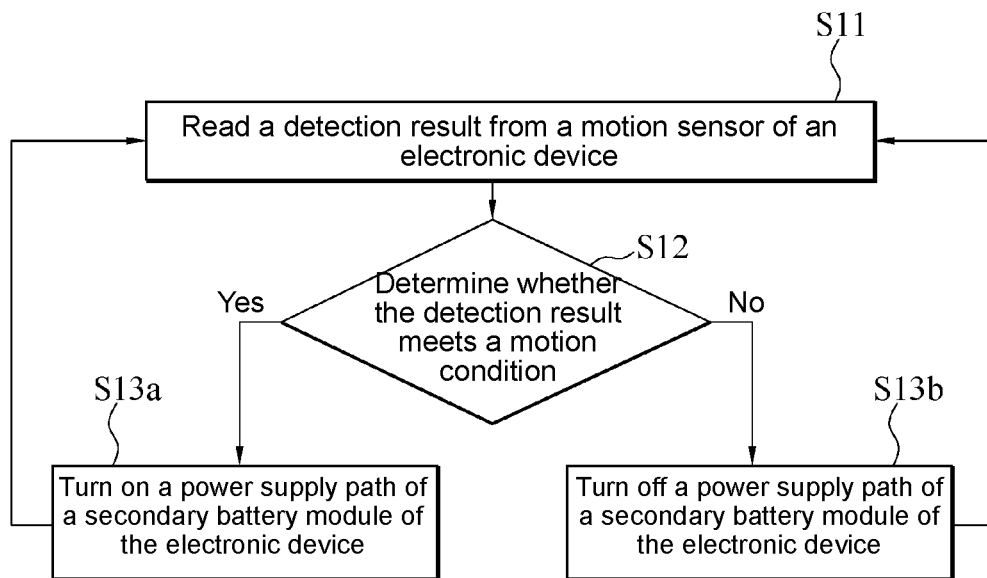 S11
Read a detection result from a motion sensor of an
electronic device
S12
Determine whether
the detection result
meets a motion
condition
Yes
No
S13a
Turn on a power supply path of
a secondary battery module of
the electronic device
S13b
Turn off a power supply path of
a secondary battery module of
the electronic device